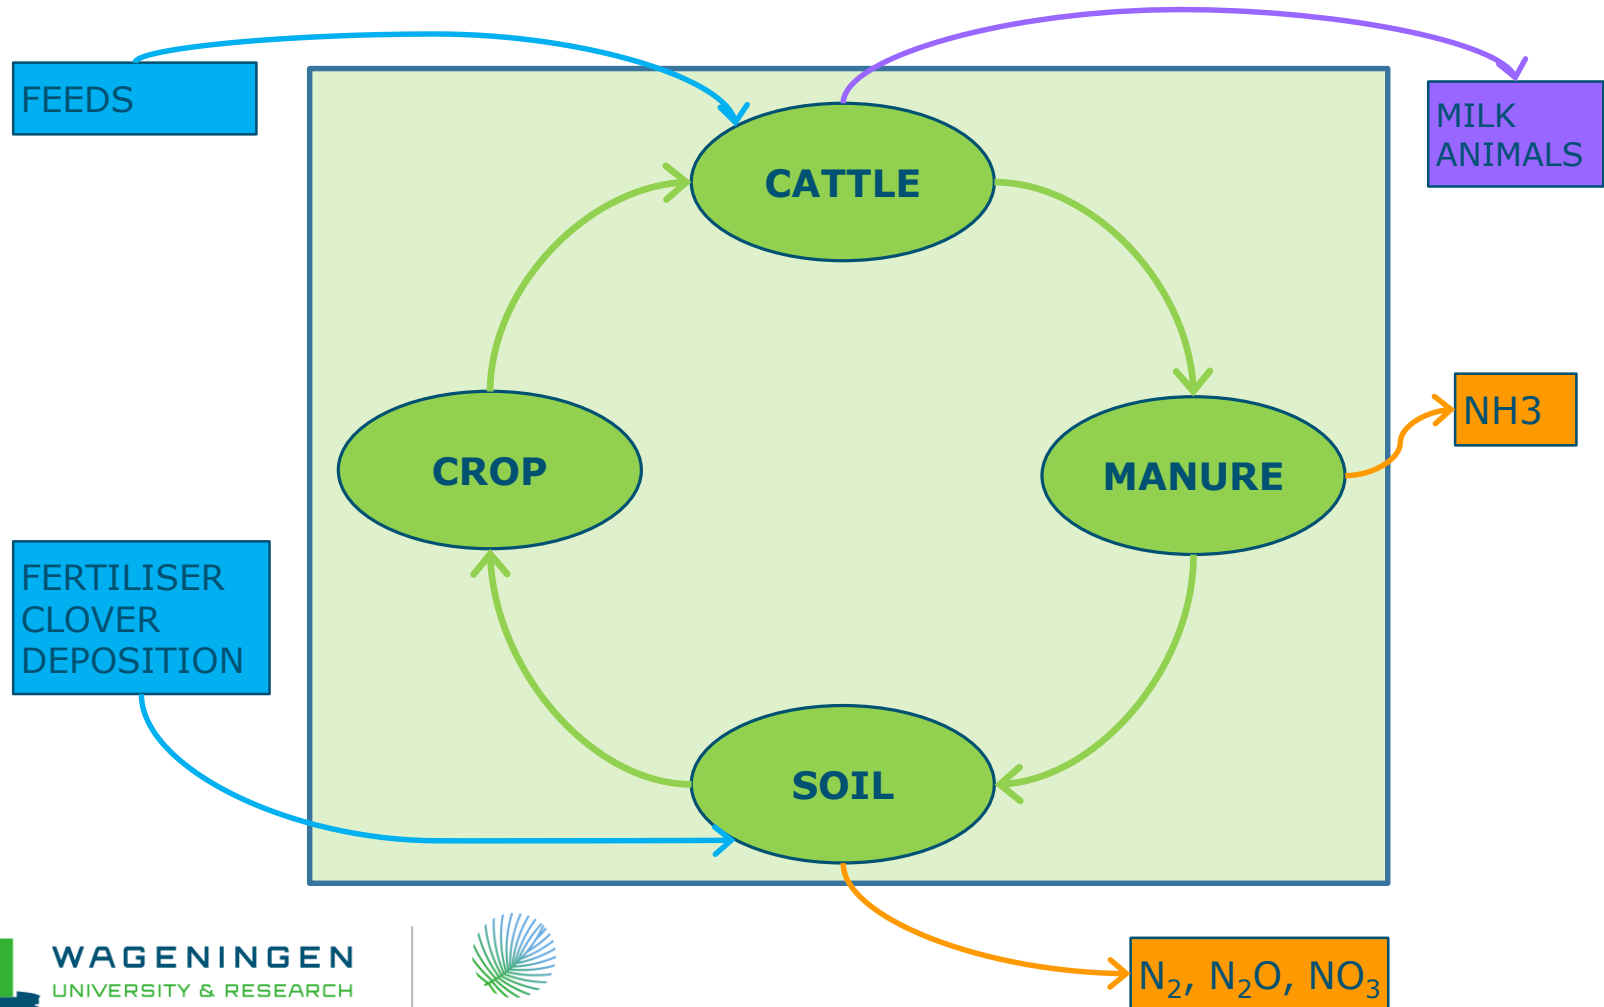 FEEDS
MILK
ANIMALS
CATTLE
NH3
CROP
MANURE
FERTILISER
CLOVER
DEPOSITION
SOIL
WAGENINGEN
UNIVERSITY & RESEARCH
N₂, N₂O, NO₃